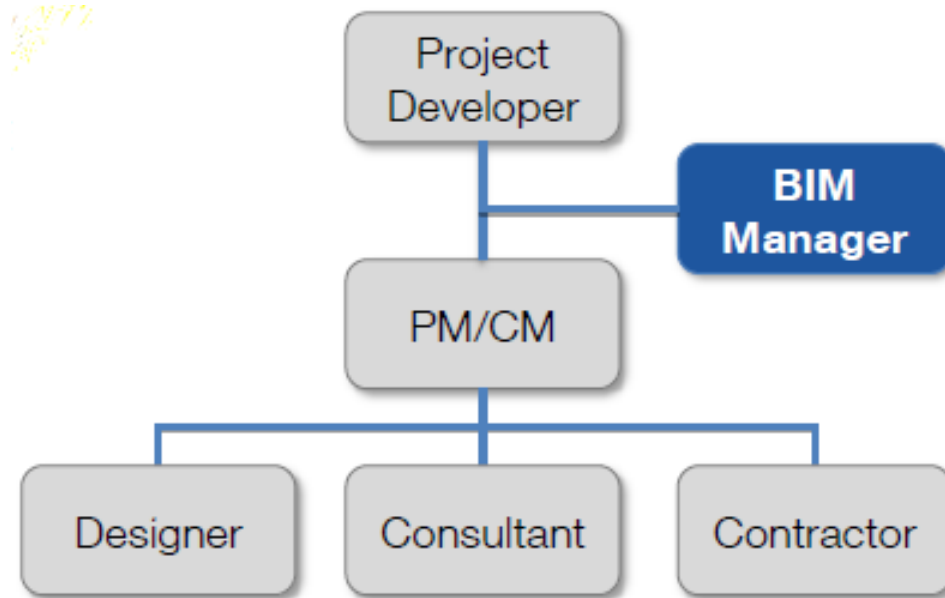 Project
Developer
BIM
Manager
PM/CM
Designer
Consultant
Contractor